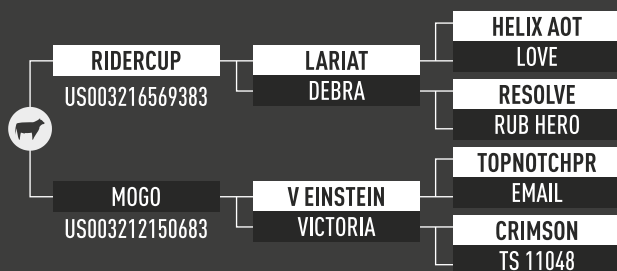 RIDERCUP
US003216569383
LARIAT
DEBRA
HELIX AOT
LOVE
RESOLVE
RUB HERO
MOGO
US003212150683
V EINSTEIN
VICTORIA
TOPNOTCHPR
EMAIL
CRIMSON
TS 11048